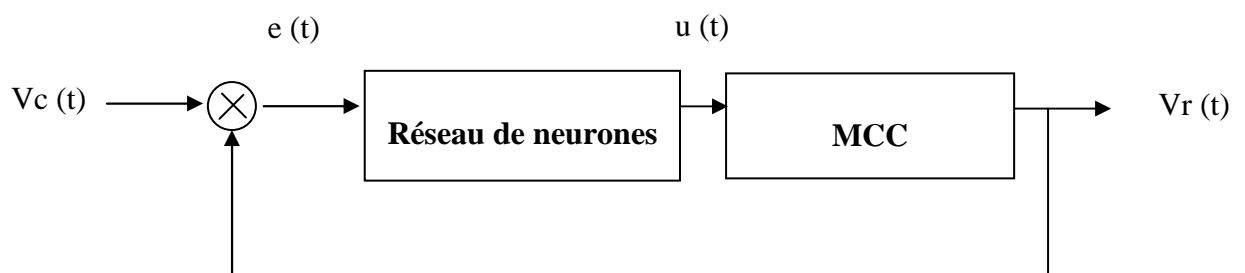 e (t)
u (t)
Vc (t)
Réseau de neurones
MCC
Vr (t)